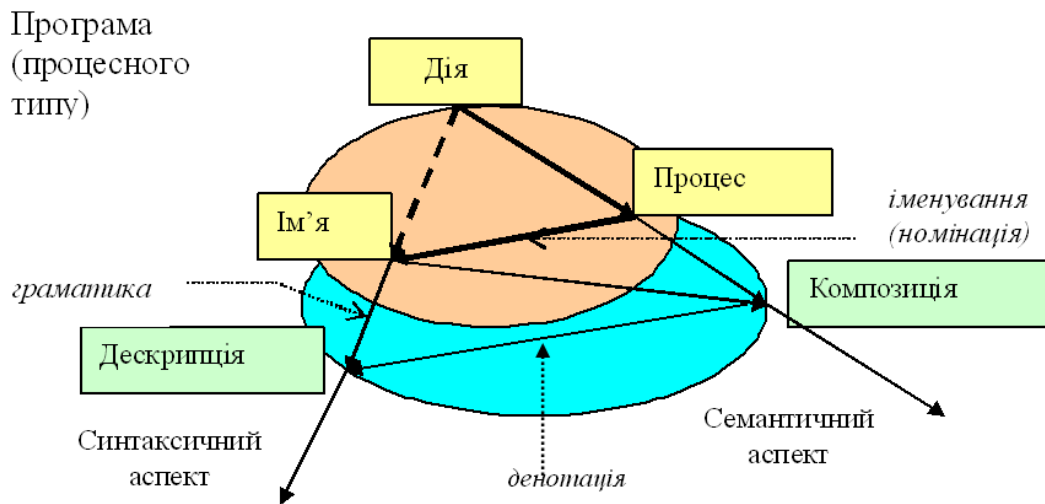 Програма
(процесного
типу)
Дія
Процес
Ім’я
іменування
(номінація)
граматика
Композиція
Дескрипція
Синтаксичний
аспект
Семантичний
аспект
денотація